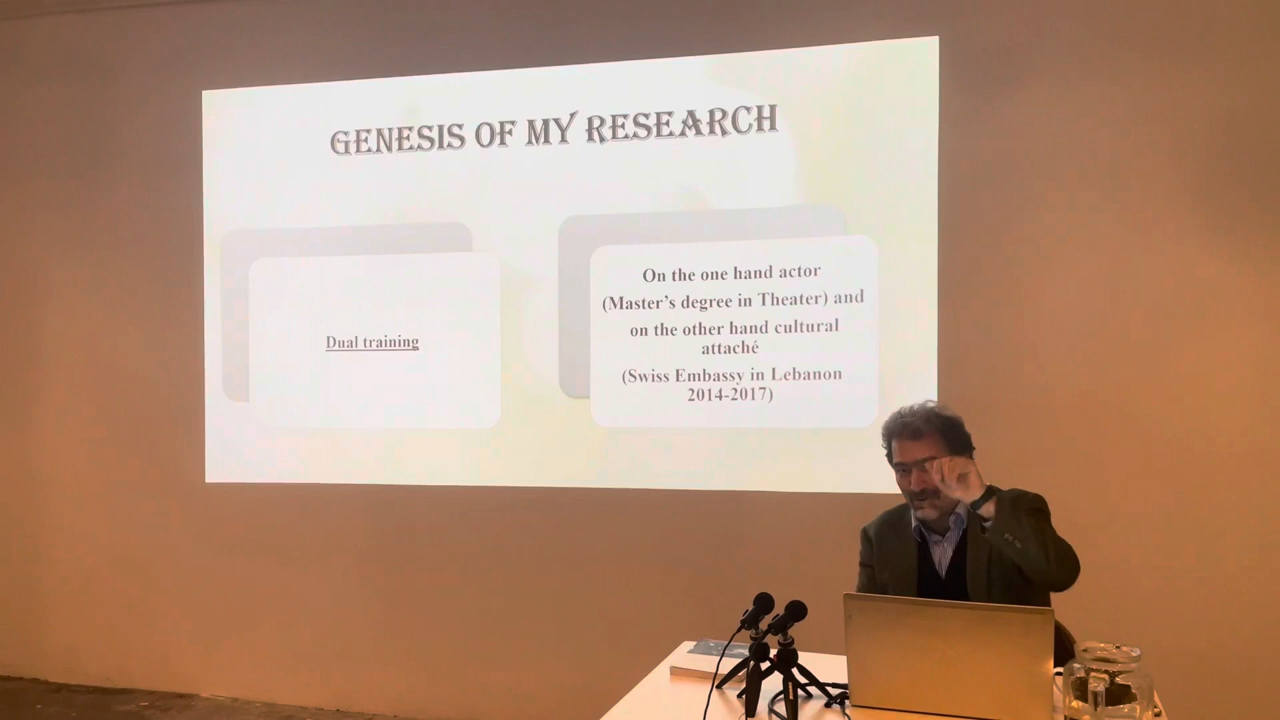 GENESIS OF MY RESEARCH
Dual training
On the one hand actor
(Master's degree in Theater) and
on the other hand cultural
attaché
(Swiss Embassy in Lebanon
2014-2017)